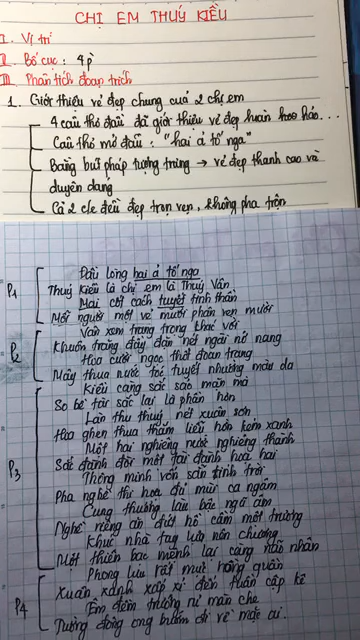 CHỊ EM THUÝ KIỀU
I. Vị trí
II. Bố cục: 4p
III. Phân tích đoạn trích
1. Giới thiệu vẻ đẹp chung của 2 chị em
4 câu thơ đầu đã giới thiệu vẻ đẹp hoàn hảo...
Câu thơ mở đầu: "hai ả tố nga"
Bằng bút pháp tượng trưng → vẻ đẹp thanh cao và
duyên dáng
Cả 2 c/e đều đẹp trọn vẹn, không pha trộn
Đầu lòng hai ả tố nga
P1 Thuý Kiều là chị em là Thuý Vân
Mai cốt cách tuyết tinh thần
Mỗi người một vẻ mười phân vẹn mười
Vân xem trang trọng khác vời
P2 Khuôn trăng đầy đặn nét ngài nở nang
Hoa cười ngọc thốt đoan trang
Mây thua nước tóc tuyết nhường màu da
Kiều càng sắc sảo mặn mà
So bề tài sắc lại là phần hơn
Làn thu thuỷ nét xuân sơn
Hoa ghen thua thắm liễu hờn kém xanh
Một hai nghiêng nước nghiêng thành
P3 Sắc đành đòi một tài đành hoạ hai
Thông minh vốn sẵn tính trời
Pha nghề thi hoạ đủ mùi ca ngâm
Cung thương làu bậc ngũ âm
Nghề riêng ăn đứt hồ cầm một trương
Khúc nhà tay lựa nên chương
Một thiên bạc mệnh lại càng não nhân
Phong lưu rất mực hồng quần
P4 Xuân xanh xấp xỉ đến tuần cập kê
Êm đềm trướng rủ màn che
Tường đông ong bướm đi về mặc ai.